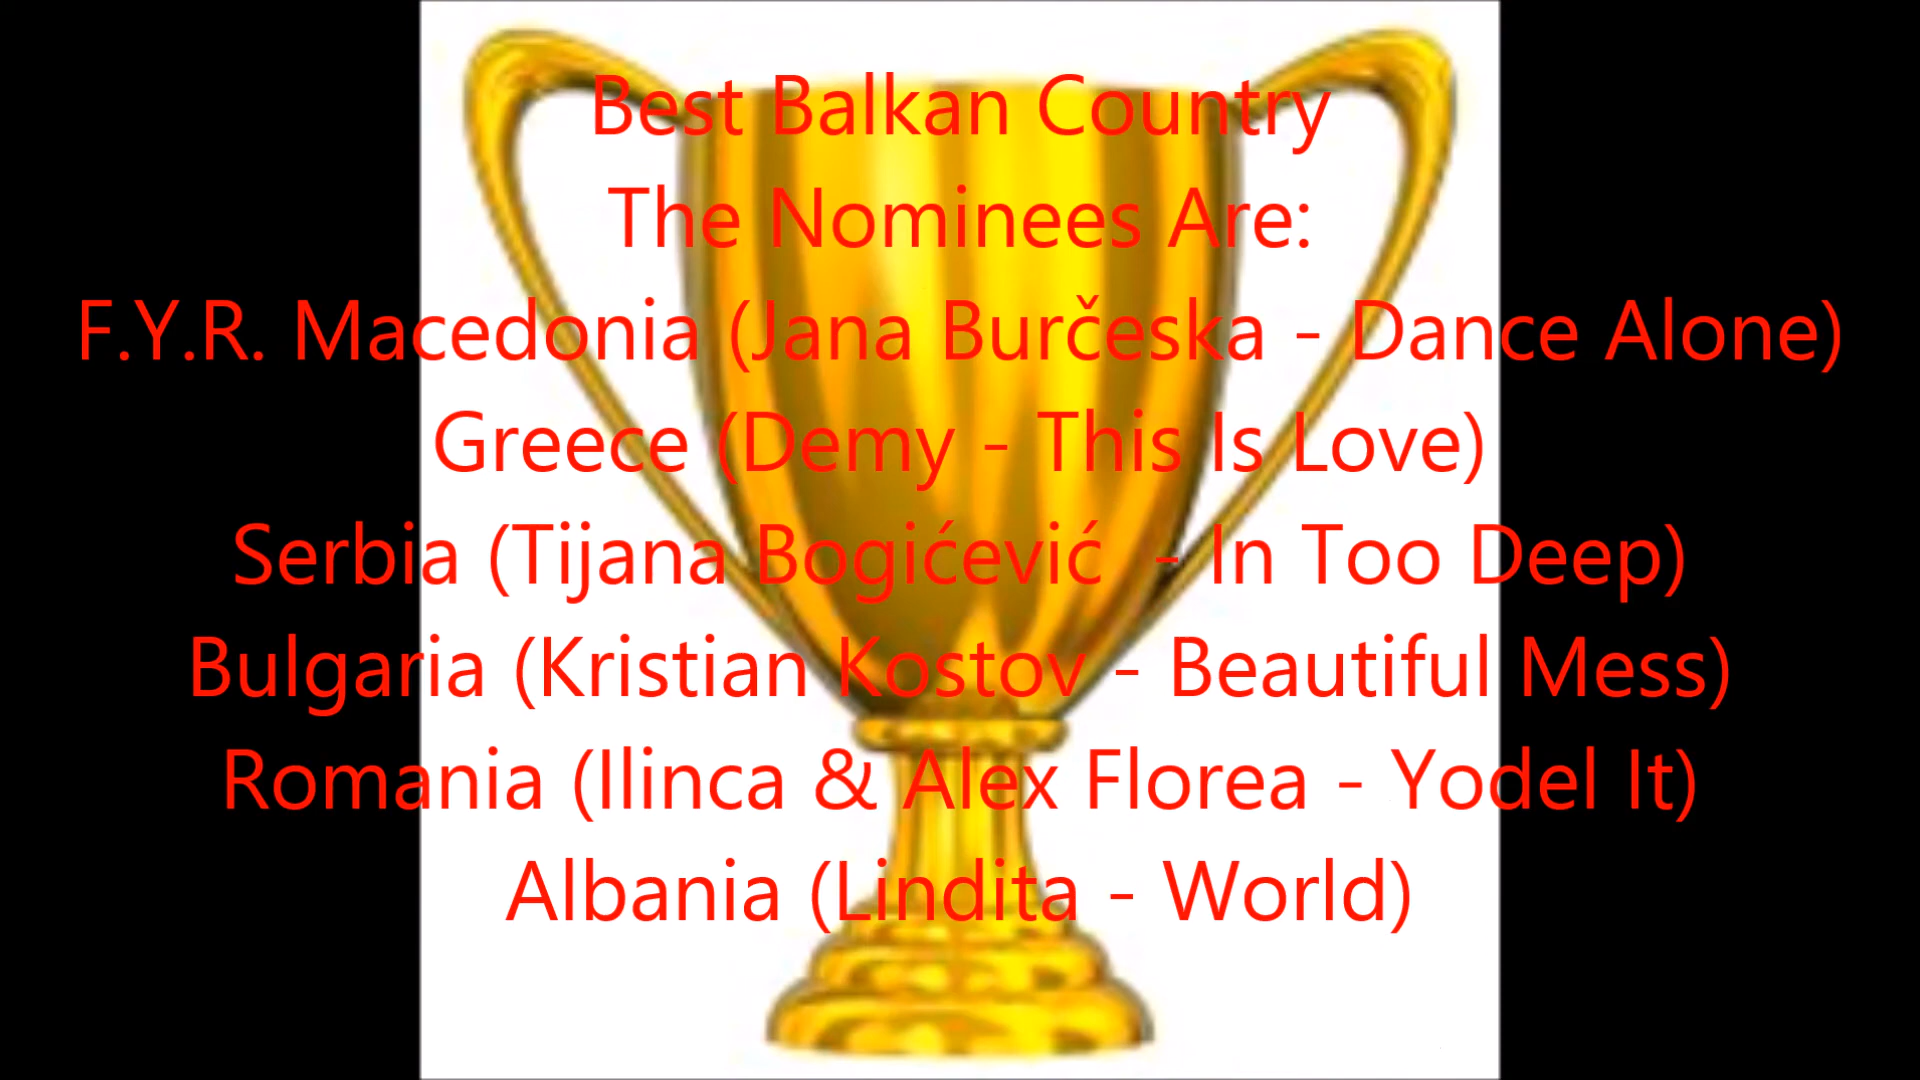 Best Balkan Country
The Nominees Are:
F.Y.R. Macedonia (Jana Burčeska - Dance Alone)
Greece (Demy - This Is Love)
Serbia (Tijana Bogićević  - In Too Deep)
Bulgaria (Kristian Kostov - Beautiful Mess)
Romania (Ilinca & Alex Florea - Yodel It)
Albania (Lindita - World)